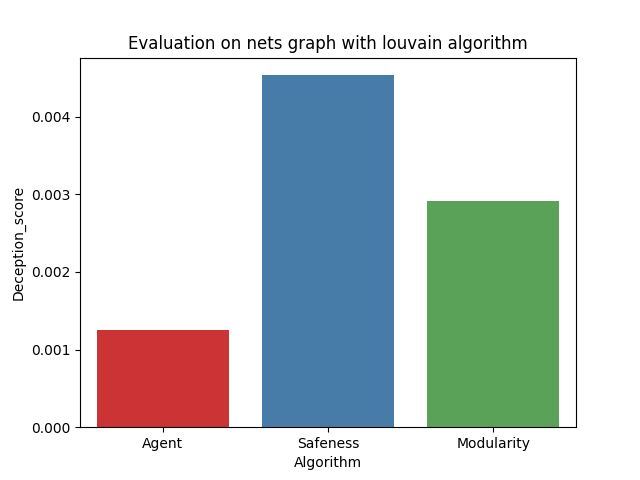 Evaluation on nets graph with louvain algorithm
Deception_score
0.004
0.003
0.002
0.001
0.000
Agent
Safeness
Modularity
Algorithm